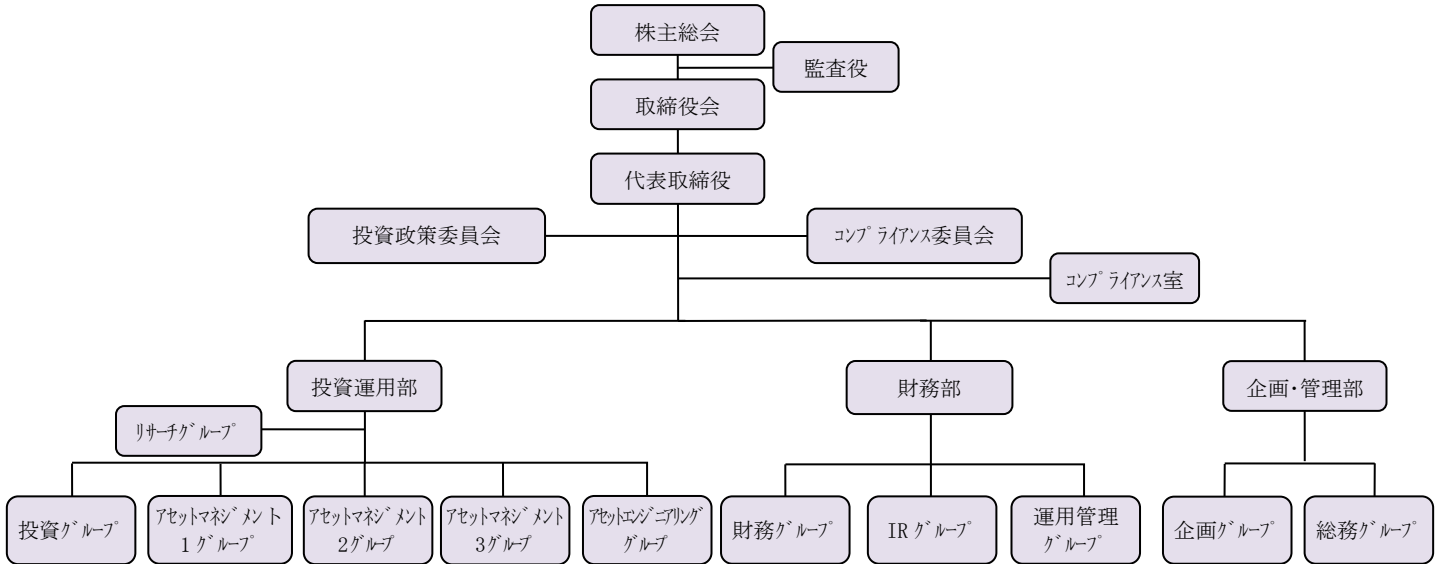 株主総会
監査役
取締役会
代表取締役
投資政策委員会
コンプライアンス委員会
コンプライアンス室
投資運用部
財務部
企画・管理部
リサーチグループ
投資グループ
アセットマネジメント
1グループ
アセットマネジメント
2グループ
アセットマネジメント
3グループ
アセットエンジニアリング
グループ
財務グループ
IRグループ
運用管理
グループ
企画グループ
総務グループ